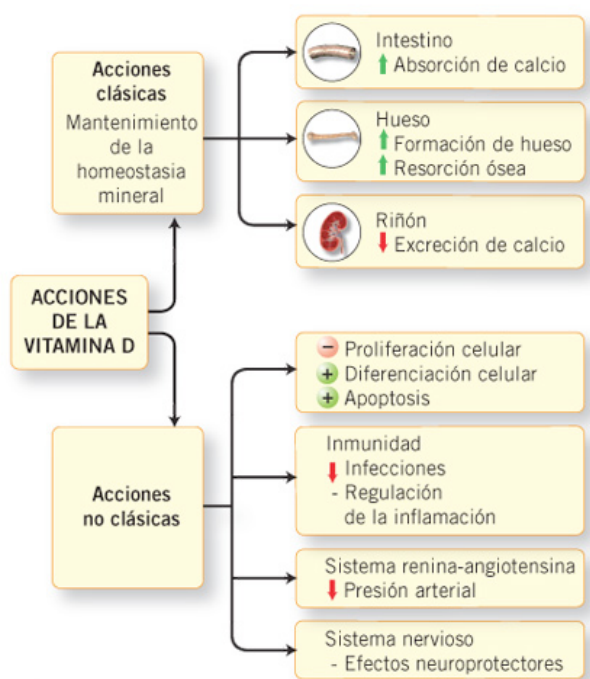 Acciones
clásicas
Mantenimiento
de la
homeostasia
mineral
Intestino
Absorción de calcio
Hueso
Formación de hueso
Resorción ósea
Riñón
Excreción de calcio
ACCIONES
DE LA
VITAMINA D
Acciones
no clásicas
− Proliferación celular
+ Diferenciación celular
+ Apoptosis
Inmunidad
Infecciones
- Regulación
de la inflamación
Sistema renina-angiotensina
Presión arterial
Sistema nervioso
- Efectos neuroprotectores